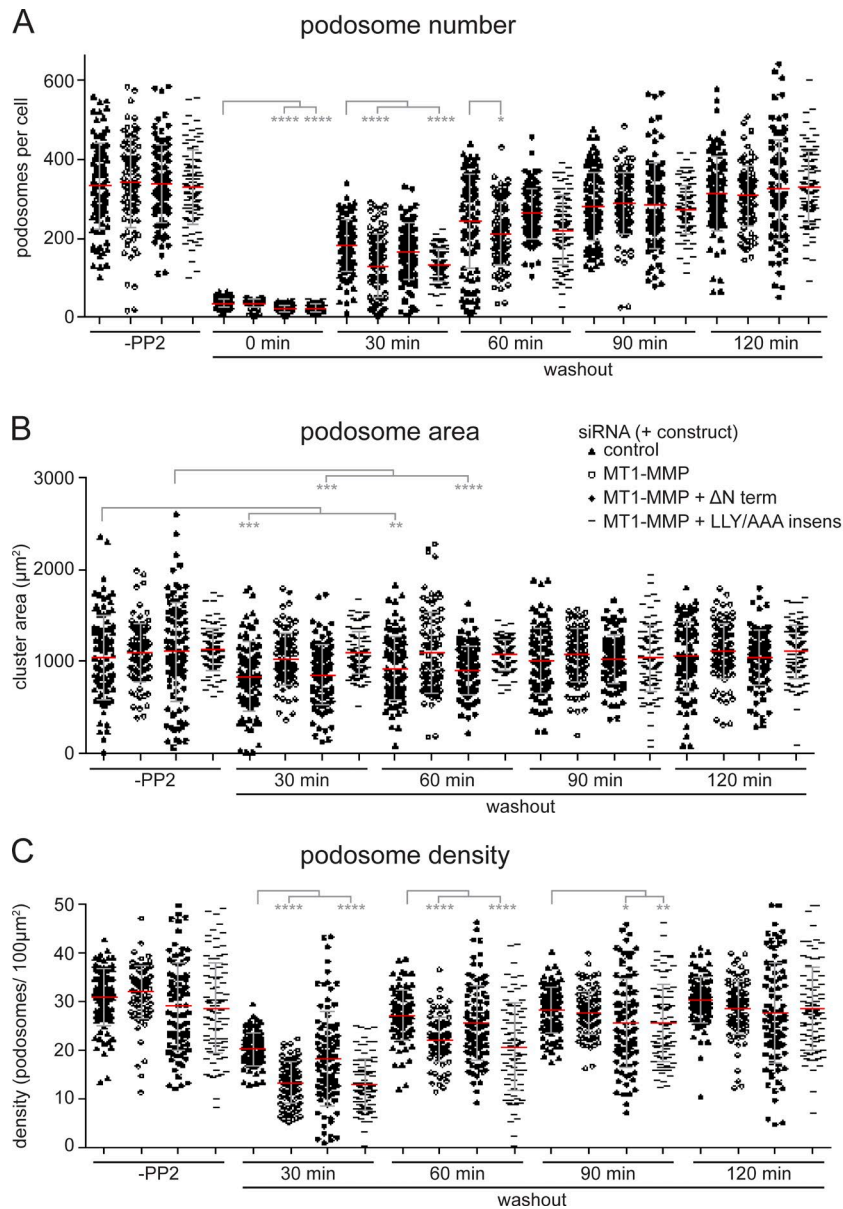 A
podosome number
podosomes per cell
600
400
200
0
**** ****
**** ****
*
-PP2
0 min
30 min
60 min
90 min
120 min
washout
B
podosome area
siRNA (+ construct)
control
MT1-MMP
MT1-MMP + ΔN term
MT1-MMP + LLY/AAA insens
cluster area (µm²)
3000
2000
1000
0
*** ****
*** **
-PP2
30 min
60 min
90 min
120 min
washout
C
podosome density
density (podosomes/ 100µm²)
50
40
30
20
10
0
**** ****
**** ****
* **
-PP2
30 min
60 min
90 min
120 min
washout